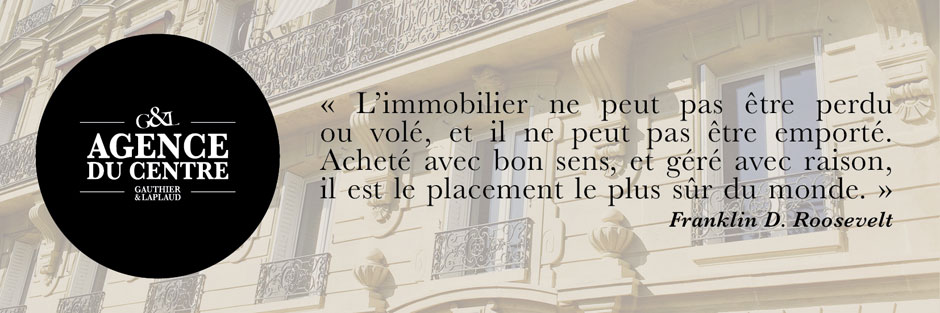 G&L
AGENCE
DU CENTRE
GAUTHIER
& LAPLAUD
« L’immobilier ne peut pas être perdu
ou volé, et il ne peut pas être emporté.
Acheté avec bon sens, et géré avec raison,
il est le placement le plus sûr du monde. »
Franklin D. Roosevelt